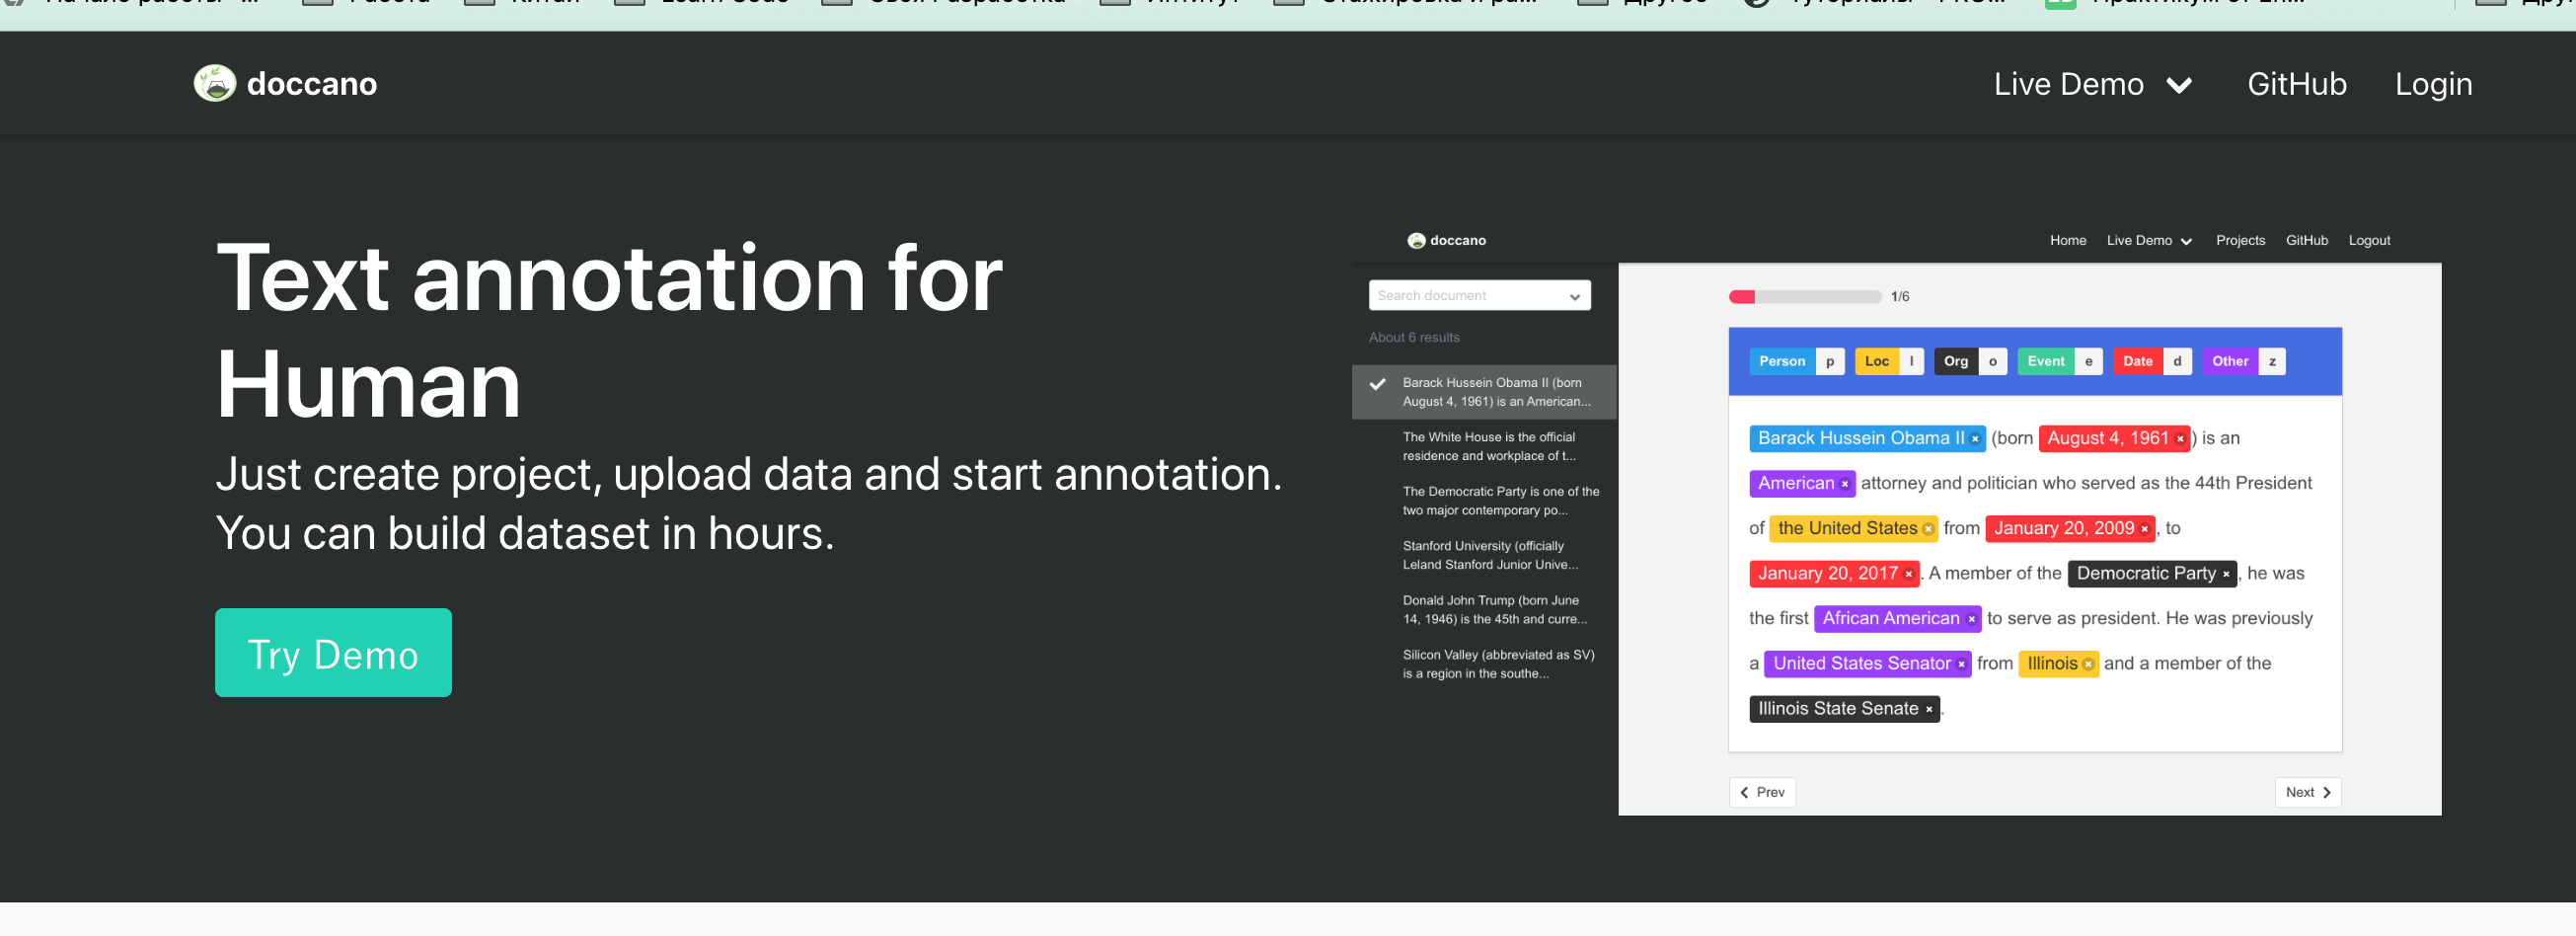 doccano
Live Demo GitHub Login
Text annotation for
Human
Just create project, upload data and start annotation.
You can build dataset in hours.
Try Demo
doccano
Home Live Demo Projects GitHub Logout
Search document
About 6 results
Barack Hussein Obama II (born
August 4, 1961) is an American...
The White House is the official
residence and workplace of t...
The Democratic Party is one of the
two major contemporary po...
Stanford University (officially
Leland Stanford Junior Unive...
Donald John Trump (born June
14, 1946) is the 45th and curre...
Silicon Valley (abbreviated as SV)
is a region in the southe...
1/6
Person p Loc l Org o Event e Date d Other z
Barack Hussein Obama II (born August 4, 1961) is an
American attorney and politician who served as the 44th President
of the United States from January 20, 2009, to
January 20, 2017. A member of the Democratic Party, he was
the first African American to serve as president. He was previously
a United States Senator from Illinois and a member of the
Illinois State Senate.
Prev Next